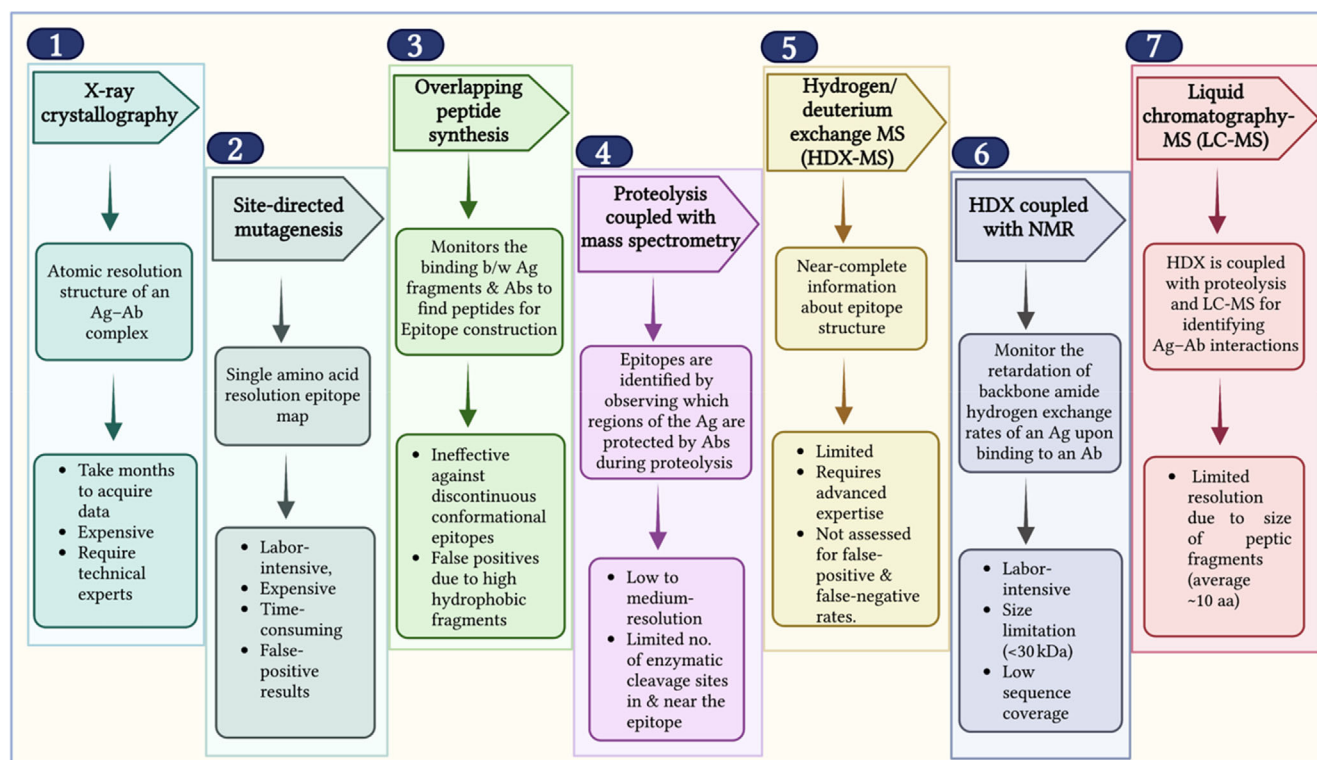 1
X-ray
crystallography
Atomic resolution
structure of an
Ag–Ab
complex
• Take months
to acquire
data
• Expensive
• Require
technical
experts
2
Site-directed
mutagenesis
Single amino acid
resolution epitope
map
• Labor-
intensive,
• Expensive
• Time-
consuming
• False-
positive
results
3
Overlapping
peptide
synthesis
Monitors the
binding b/w Ag
fragments & Abs to
find peptides for
Epitope construction
• Ineffective
against
discontinuous
conformational
epitopes
• False positives
due to high
hydrophobic
fragments
4
Proteolysis
coupled with
mass spectrometry
Epitopes are
identified by
observing which
regions of the Ag are
protected by Abs
during proteolysis
• Low to
medium-
resolution
• Limited no.
of enzymatic
cleavage sites
in & near the
epitope
5
Hydrogen/
deuterium
exchange MS
(HDX-MS)
Near-complete
information
about epitope
structure
• Limited
• Requires
advanced
expertise
• Not assessed
for false-
positive &
false-negative
rates.
6
HDX coupled
with NMR
Monitor the
retardation of
backbone amide
hydrogen exchange
rates of an Ag upon
binding to an Ab
• Labor-
intensive
• Size
limitation
(<30 kDa)
• Low
sequence
coverage
7
Liquid
chromatography-
MS (LC-MS)
HDX is coupled
with proteolysis
and LC-MS for
identifying
Ag–Ab interactions
• Limited
resolution
due to size
of peptic
fragments
(average
~10 aa)